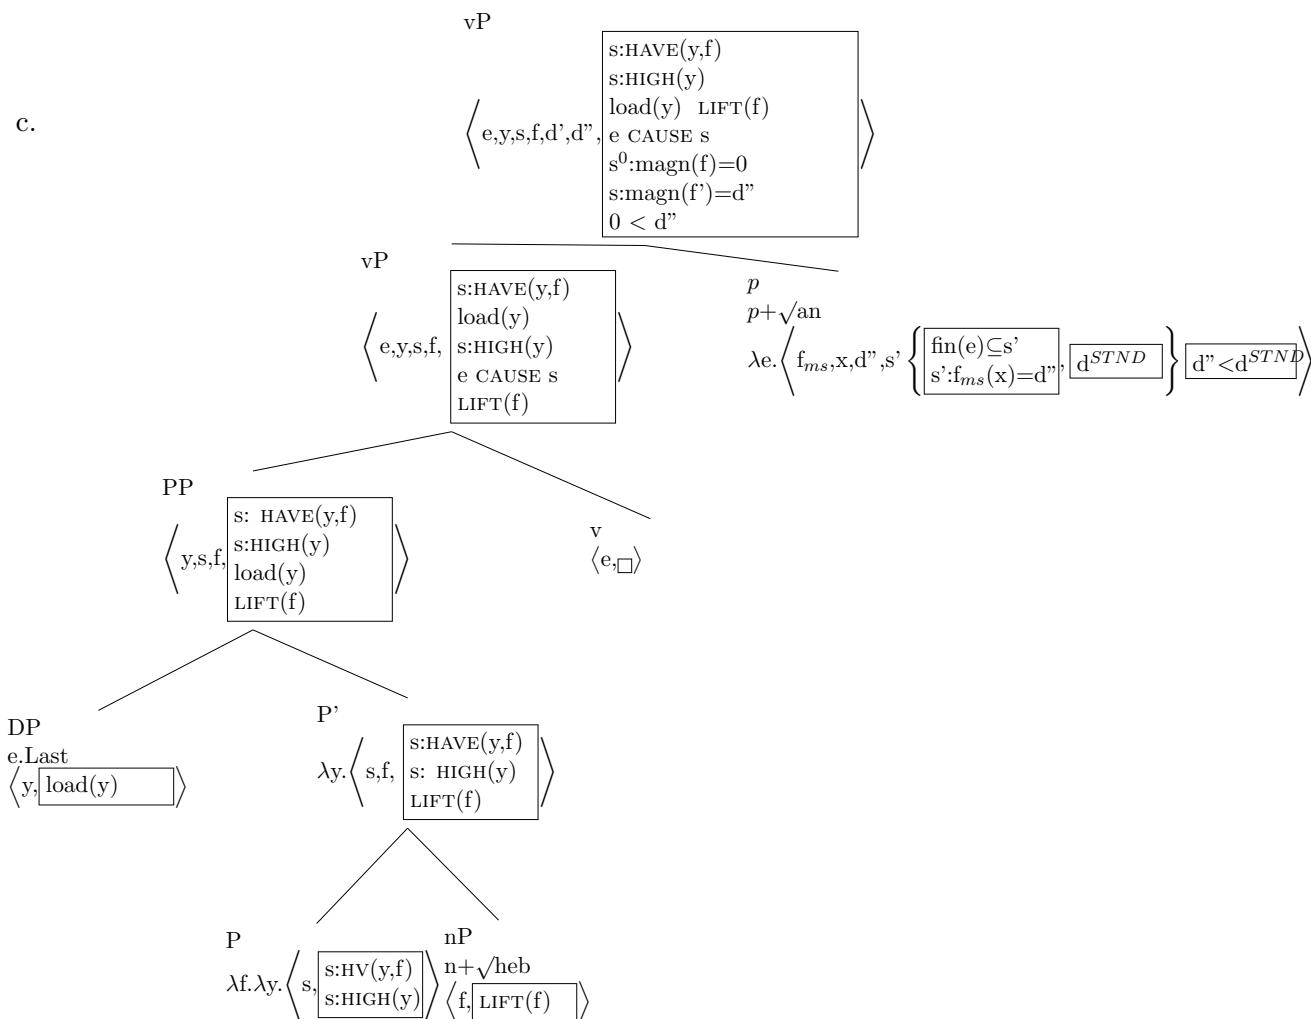 vP
c.
⟨ e,y,s,f,d',d'',
s:HAVE(y,f)
s:HIGH(y)
load(y) LIFT(f)
e CAUSE s
s⁰:magn(f)=0
s:magn(f')=d''
0 < d''
⟩
vP
⟨ e,y,s,f,
s:HAVE(y,f)
load(y)
s:HIGH(y)
e CAUSE s
LIFT(f)
⟩
p
p+√an
λe.⟨ f_ms,x,d'',s' {
fin(e)⊆s'
s':f_ms(x)=d''
, d^STND } d''<d^STND ⟩
PP
⟨ y,s,f,
s: HAVE(y,f)
s:HIGH(y)
load(y)
LIFT(f)
⟩
v
⟨e,□⟩
DP
e.Last
⟨y, load(y) ⟩
P'
λy.⟨ s,f,
s:HAVE(y,f)
s: HIGH(y)
LIFT(f)
⟩
P
λf.λy.⟨ s,
s:HV(y,f)
s:HIGH(y)
⟩
nP
n+√heb
⟨f, LIFT(f) ⟩